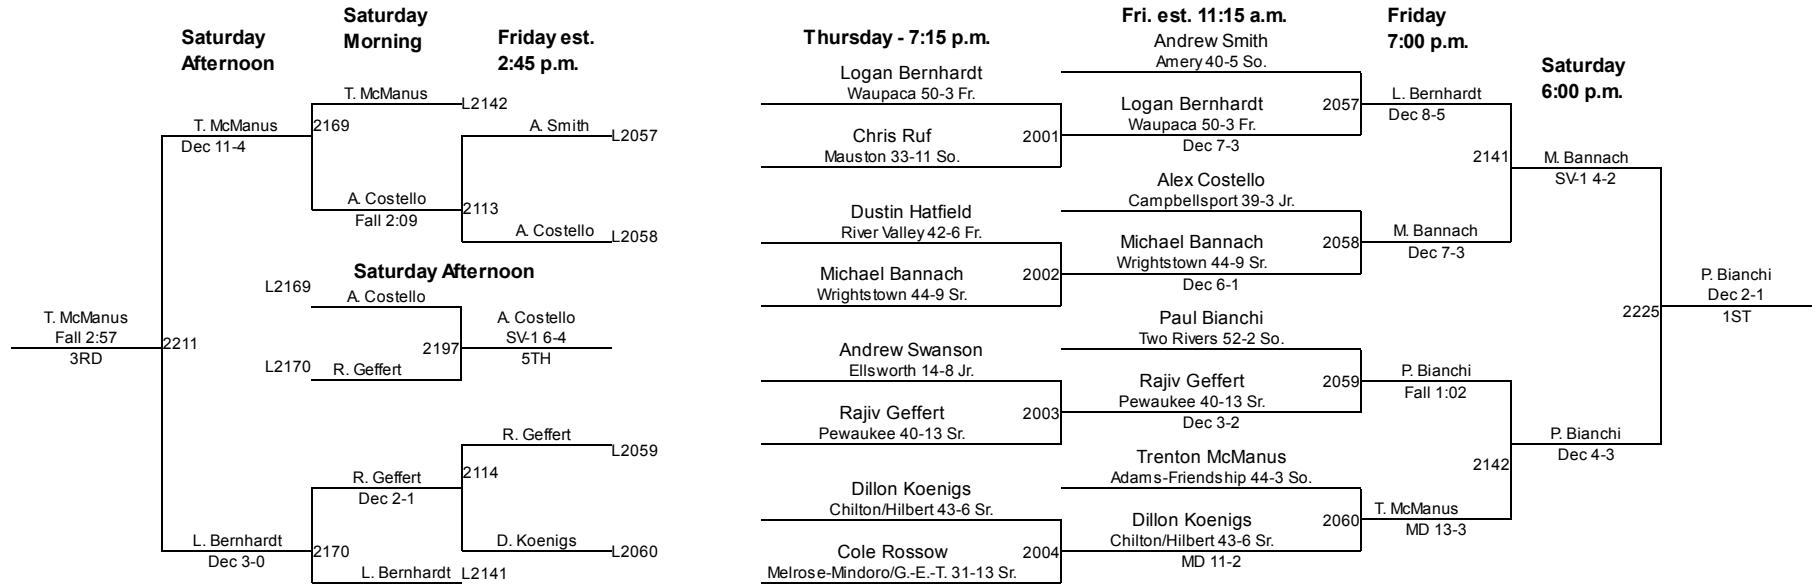 Saturday
Afternoon
Saturday
Morning
Friday est.
2:45 p.m.
T. McManus
L2142
T. McManus
Dec 11-4
2169
A. Smith
L2057
A. Costello
Fall 2:09
2113
A. Costello
L2058
Saturday Afternoon
L2169
A. Costello
T. McManus
Fall 2:57
3RD
2211
2197
A. Costello
SV-1 6-4
5TH
L2170
R. Geffert
R. Geffert
L2059
R. Geffert
Dec 2-1
2114
L. Bernhardt
Dec 3-0
2170
D. Koenigs
L2060
L. Bernhardt
L2141
Thursday - 7:15 p.m.
Logan Bernhardt
Waupaca 50-3 Fr.
Chris Ruf
Mauston 33-11 So.
2001
Dustin Hatfield
River Valley 42-6 Fr.
Michael Bannach
Wrightstown 44-9 Sr.
2002
Andrew Swanson
Ellsworth 14-8 Jr.
Rajiv Geffert
Pewaukee 40-13 Sr.
2003
Dillon Koenigs
Chilton/Hilbert 43-6 Sr.
Cole Rossow
Melrose-Mindoro/G.-E.-T. 31-13 Sr.
2004
Fri. est. 11:15 a.m.
Andrew Smith
Amery 40-5 So.
Logan Bernhardt
Waupaca 50-3 Fr.
Dec 7-3
2057
Alex Costello
Campbellsport 39-3 Jr.
Michael Bannach
Wrightstown 44-9 Sr.
Dec 6-1
2058
Paul Bianchi
Two Rivers 52-2 So.
Rajiv Geffert
Pewaukee 40-13 Sr.
Dec 3-2
2059
Trenton McManus
Adams-Friendship 44-3 So.
Dillon Koenigs
Chilton/Hilbert 43-6 Sr.
MD 11-2
2060
Friday
7:00 p.m.
L. Bernhardt
Dec 8-5
2141
M. Bannach
Dec 7-3
P. Bianchi
Fall 1:02
2142
T. McManus
MD 13-3
Saturday
6:00 p.m.
M. Bannach
SV-1 4-2
2225
P. Bianchi
Dec 4-3
P. Bianchi
Dec 2-1
1ST